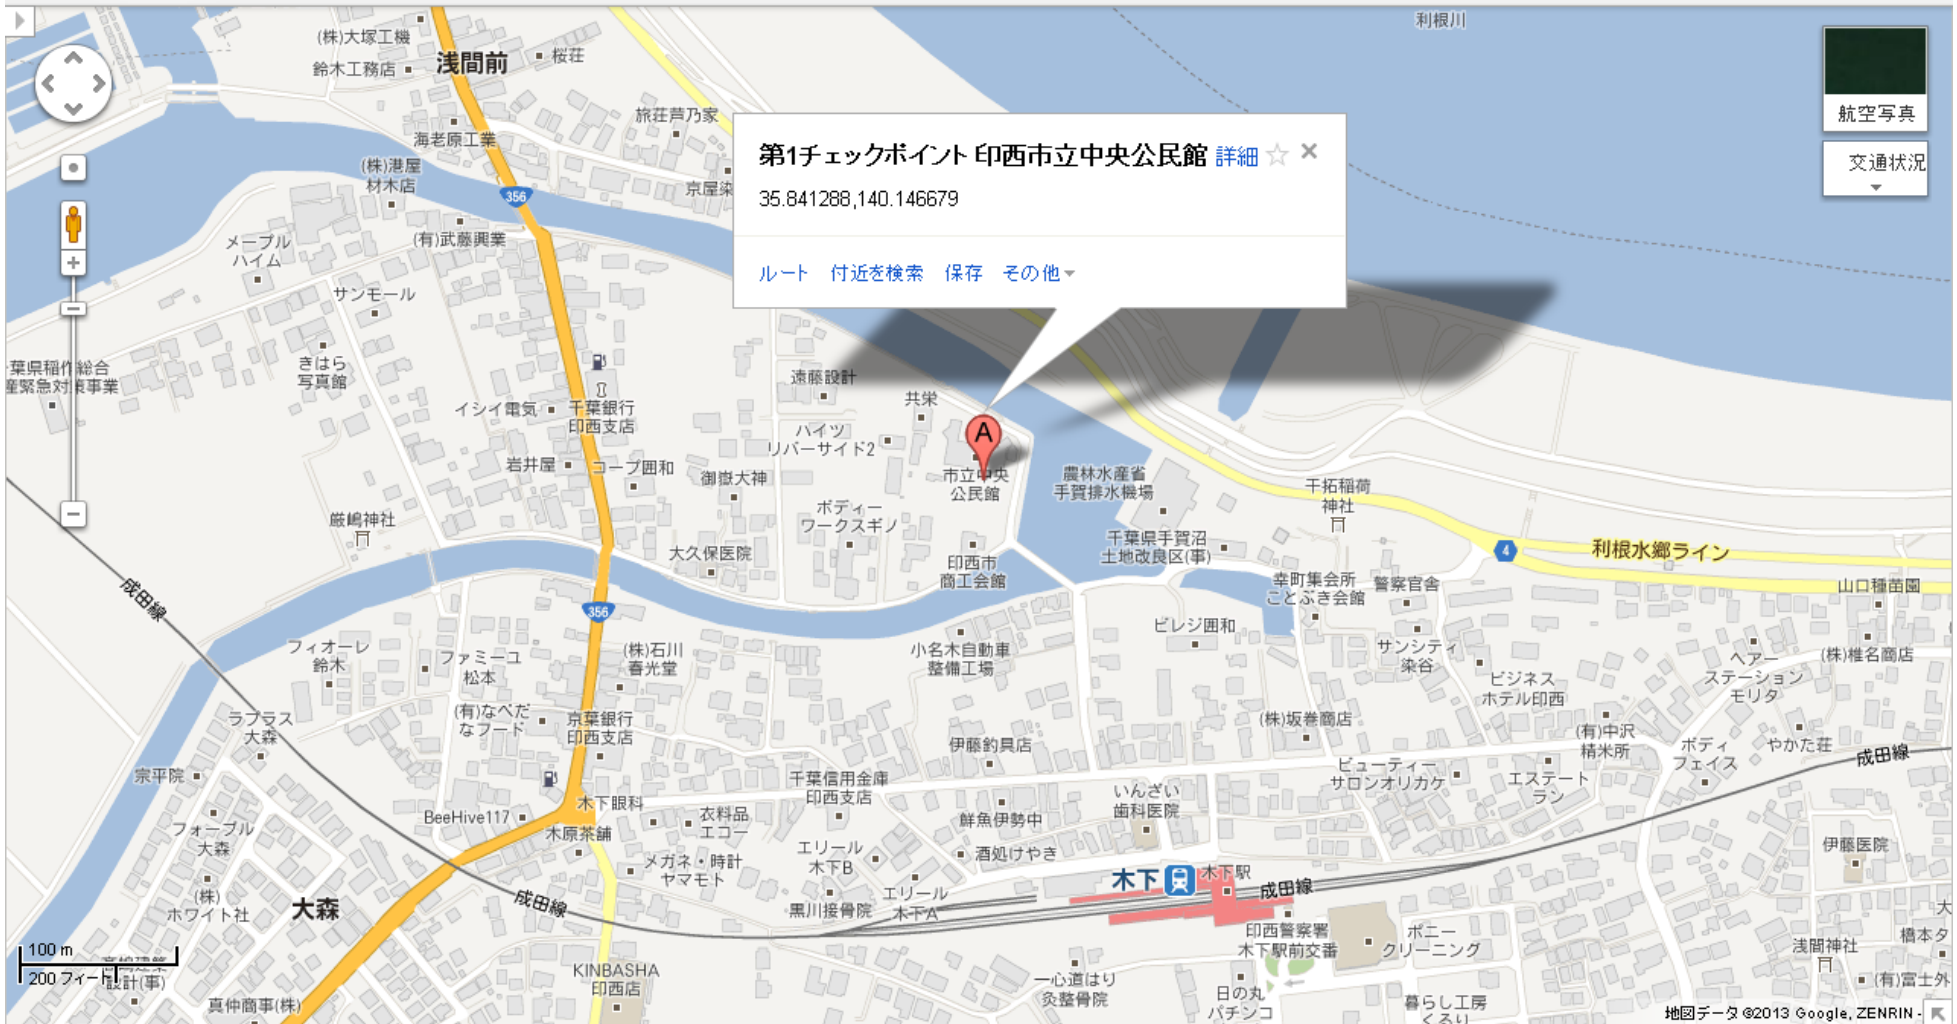 利根川
(株)大塚工機
鈴木工務店
浅間前
桜荘
航空写真
交通状況
旅荘芦乃家
海老原工業
(株)港屋
材木店
京屋染
第1チェックポイント 印西市立中央公民館 詳細
35.841288,140.146679
ルート 付近を検索 保存 その他
356
メープル
ハイム
(有)武藤興業
サンモール
葉県稲作総合
産緊急対策事業
きはら
写真館
イシイ電気
千葉銀行
印西支店
遠藤設計
共栄
A
ハイツ
リバーサイド2
岩井屋
コープ囲和
御嶽大神
市立中央
公民館
農林水産省
手賀排水機場
干拓稲荷
神社
厳嶋神社
ボディー
ワークスギノ
大久保医院
印西市
商工会館
千葉県手賀沼
土地改良区(事)
4
利根水郷ライン
幸町集会所
ことぶき会館
警察官舎
山口種苗園
成田線
356
フィオーレ
鈴木
ファミーユ
松本
(株)石川
春光堂
小名木自動車
整備工場
ビレジ囲和
サンシティ
染谷
ビジネス
ホテル印西
ヘアー
ステーション
モリタ
(株)椎名商店
ラプラス
大森
(有)なべだ
なフード
京葉銀行
印西支店
伊藤釣具店
(株)坂巻商店
(有)中沢
精米所
ボディ
フェイス
やかた荘
成田線
宗平院
千葉信用金庫
印西支店
いんざい
歯科医院
ビューティー
サロンオリカケ
エステート
ラン
BeeHive117
木下眼科
木原茶舗
衣料品
エコー
鮮魚伊勢中
フォーブル
大森
エリール
木下B
酒処けやき
伊藤医院
メガネ・時計
ヤマモト
木下
木下駅
成田線
(株)
ホワイト社
大森
成田線
黒川接骨院
エリール
木下A
印西警察署
木下駅前交番
ポニー
クリーニング
大
橋本タ
浅間神社
100 m
200 フィート
設計(事)
KINBASHA
印西店
一心道はり
灸整骨院
日の丸
パチンコ
暮らし工房
くるり
(有)富士外
真仲商事(株)
地図データ ©2013 Google, ZENRIN -